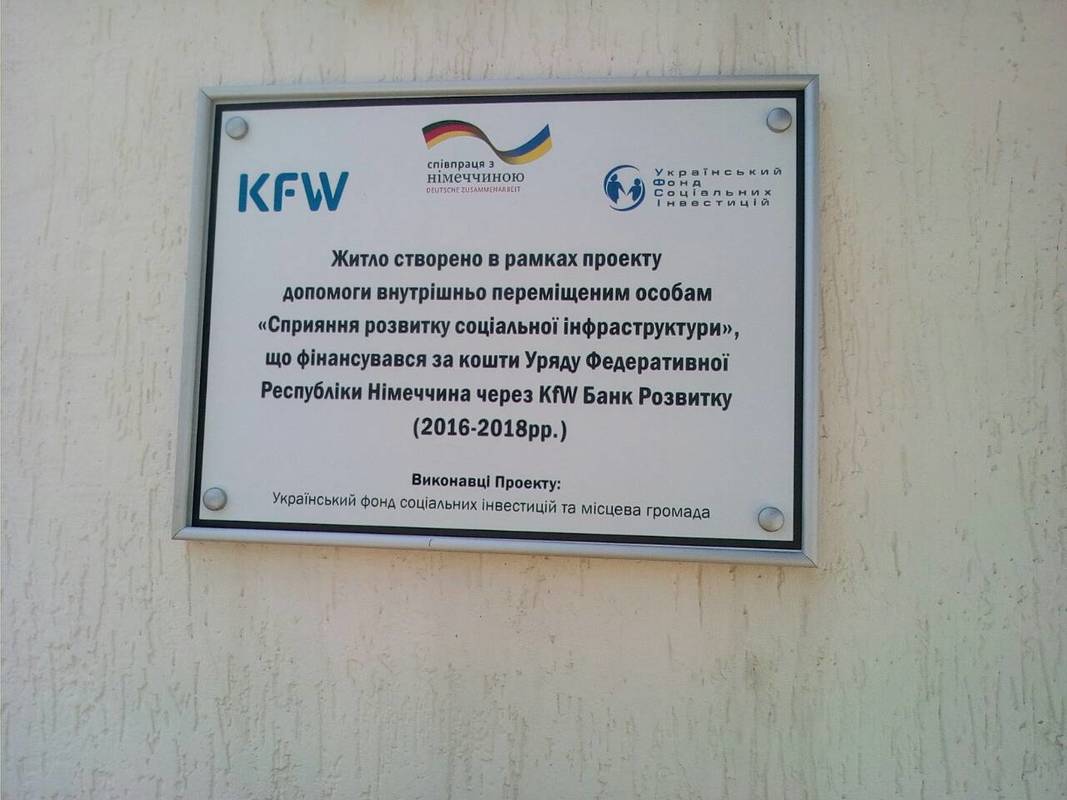 KFW
співпраця з
німеччиною
DEUTSCHE ZUSAMMENARBEIT
Український
Фонд
Соціальних
Інвестицій
Житло створено в рамках проекту
допомоги внутрішньо переміщеним особам
«Сприяння розвитку соціальної інфраструктури»,
що фінансувався за кошти Уряду Федеративної
Республіки Німеччина через KfW Банк Розвитку
(2016-2018рр.)
Виконавці Проекту:
Український фонд соціальних інвестицій та місцева громада